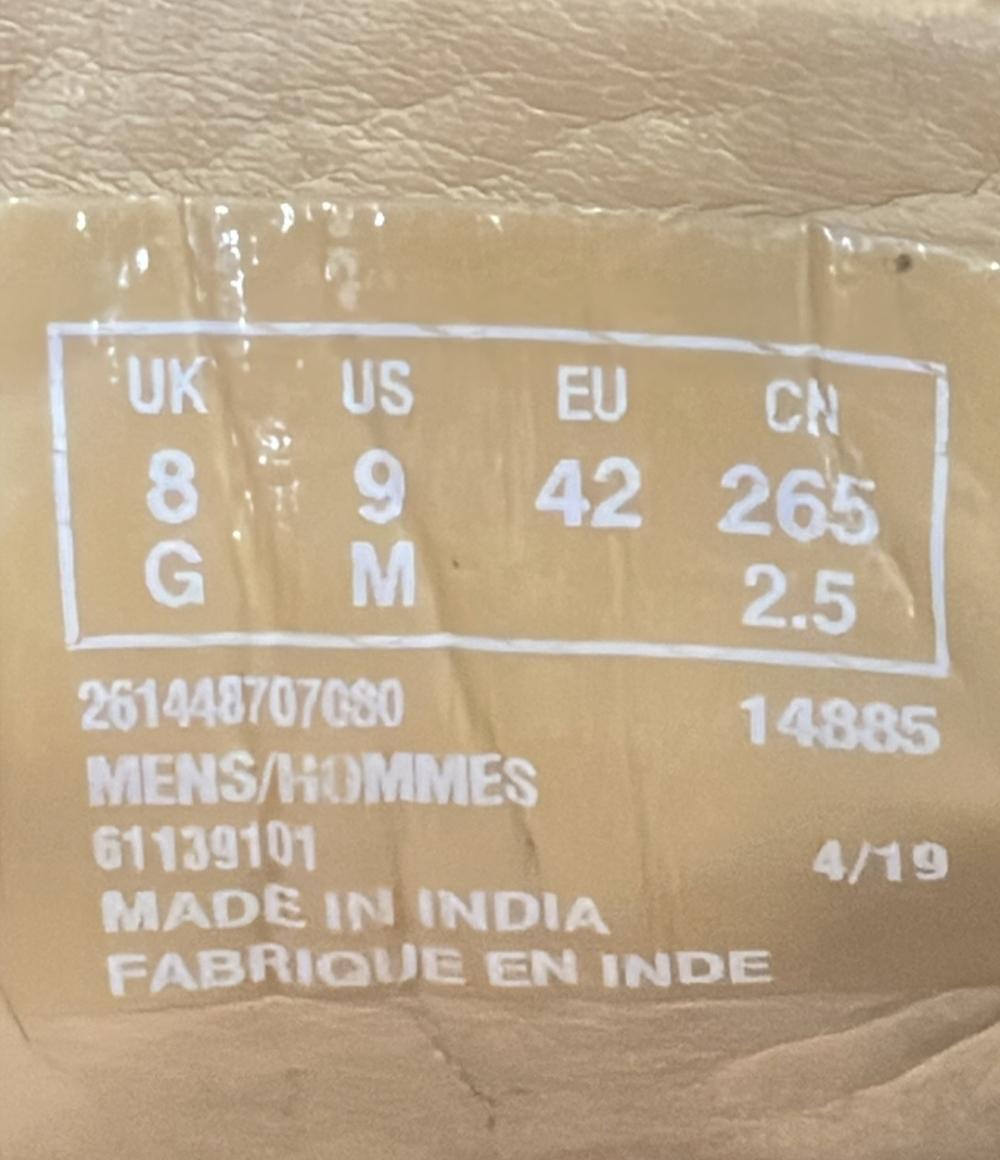 UK US EU CN
8 9 42 265
G M 2.5
261448707080 14885
MENS/HOMMES
61139101 4/19
MADE IN INDIA
FABRIQUE EN INDE